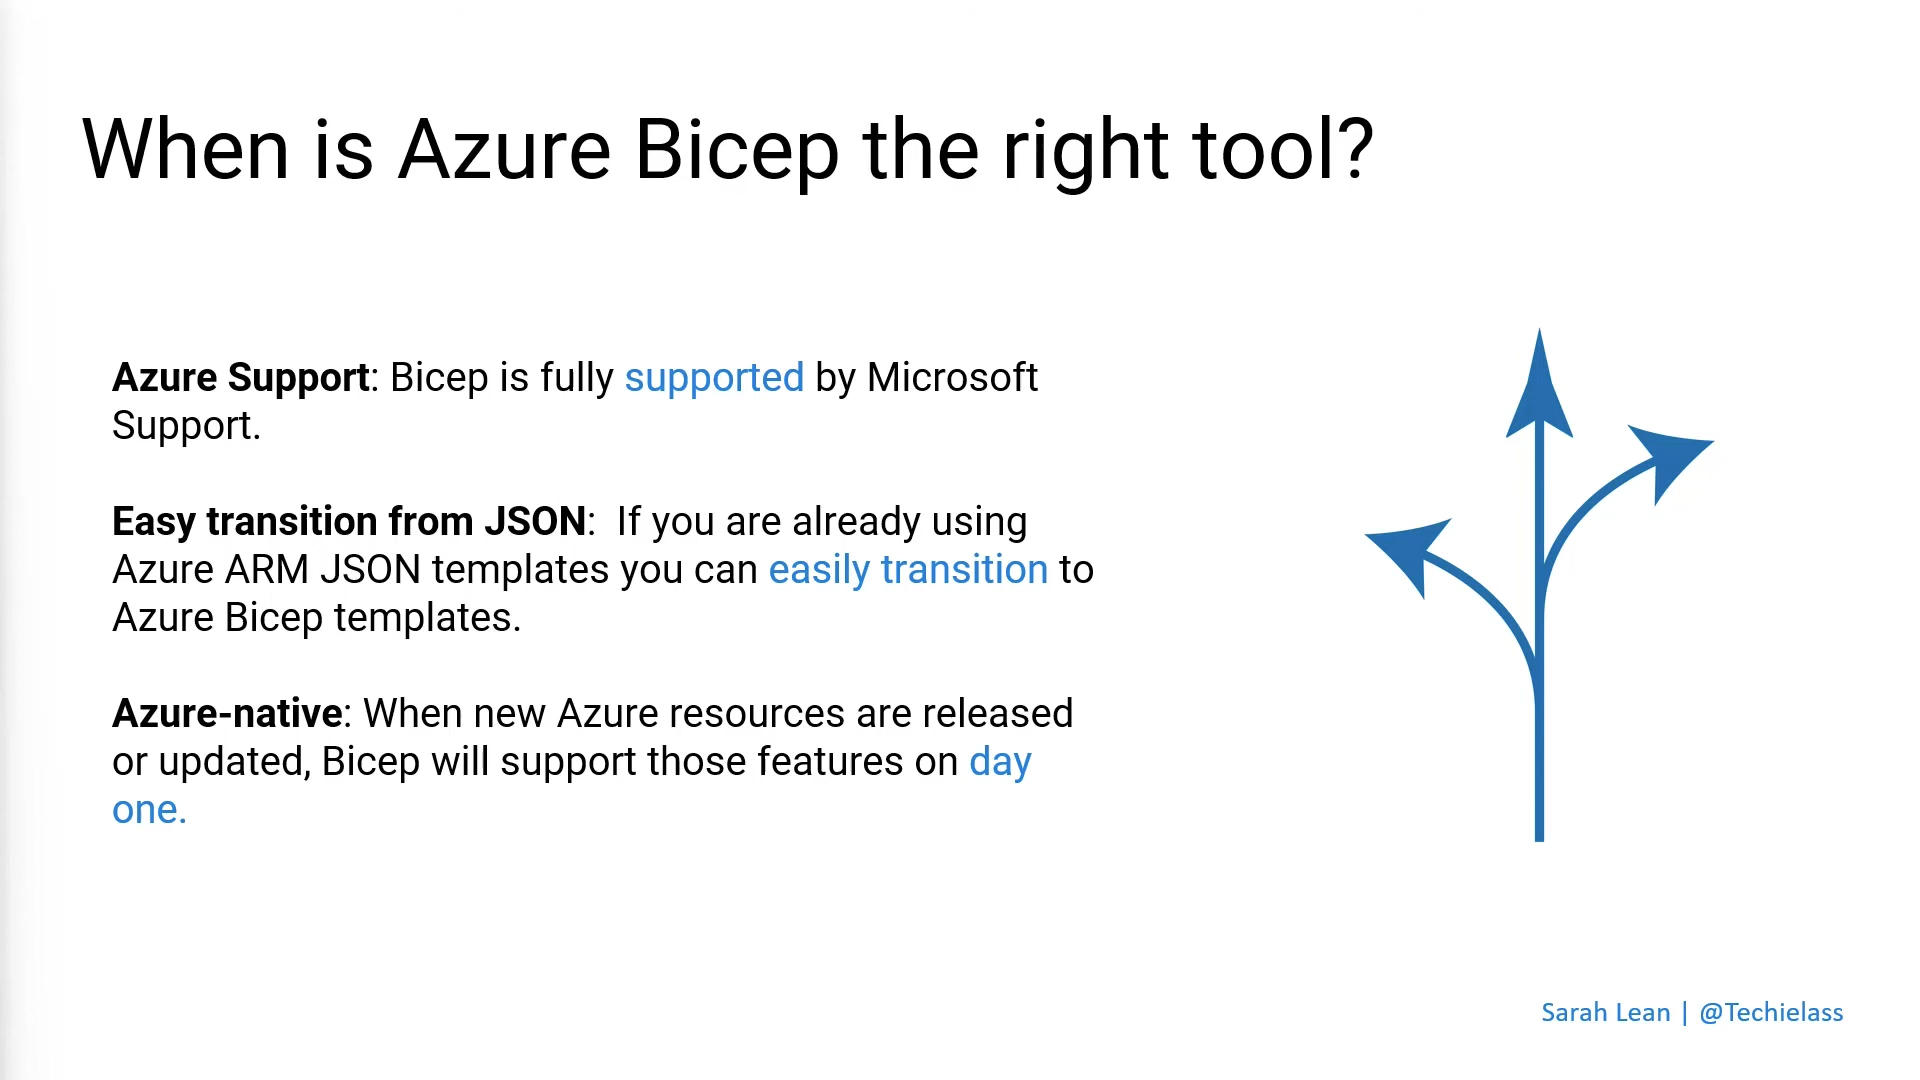 When is Azure Bicep the right tool?
Azure Support: Bicep is fully supported by Microsoft
Support.
Easy transition from JSON:  If you are already using
Azure ARM JSON templates you can easily transition to
Azure Bicep templates.
Azure-native: When new Azure resources are released
or updated, Bicep will support those features on day
one.
Sarah Lean | @Techielass